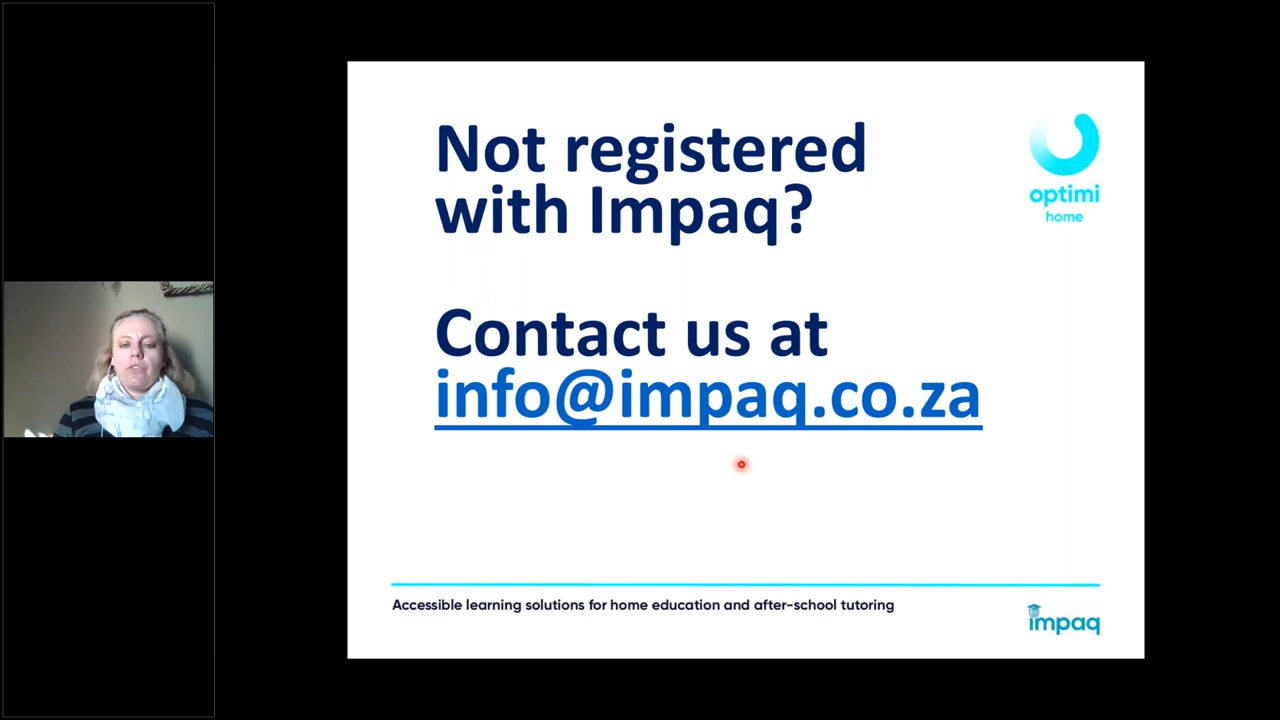 Not registered
with Impaq?
Contact us at
info@impaq.co.za
optimi
home
Accessible learning solutions for home education and after-school tutoring
impaq